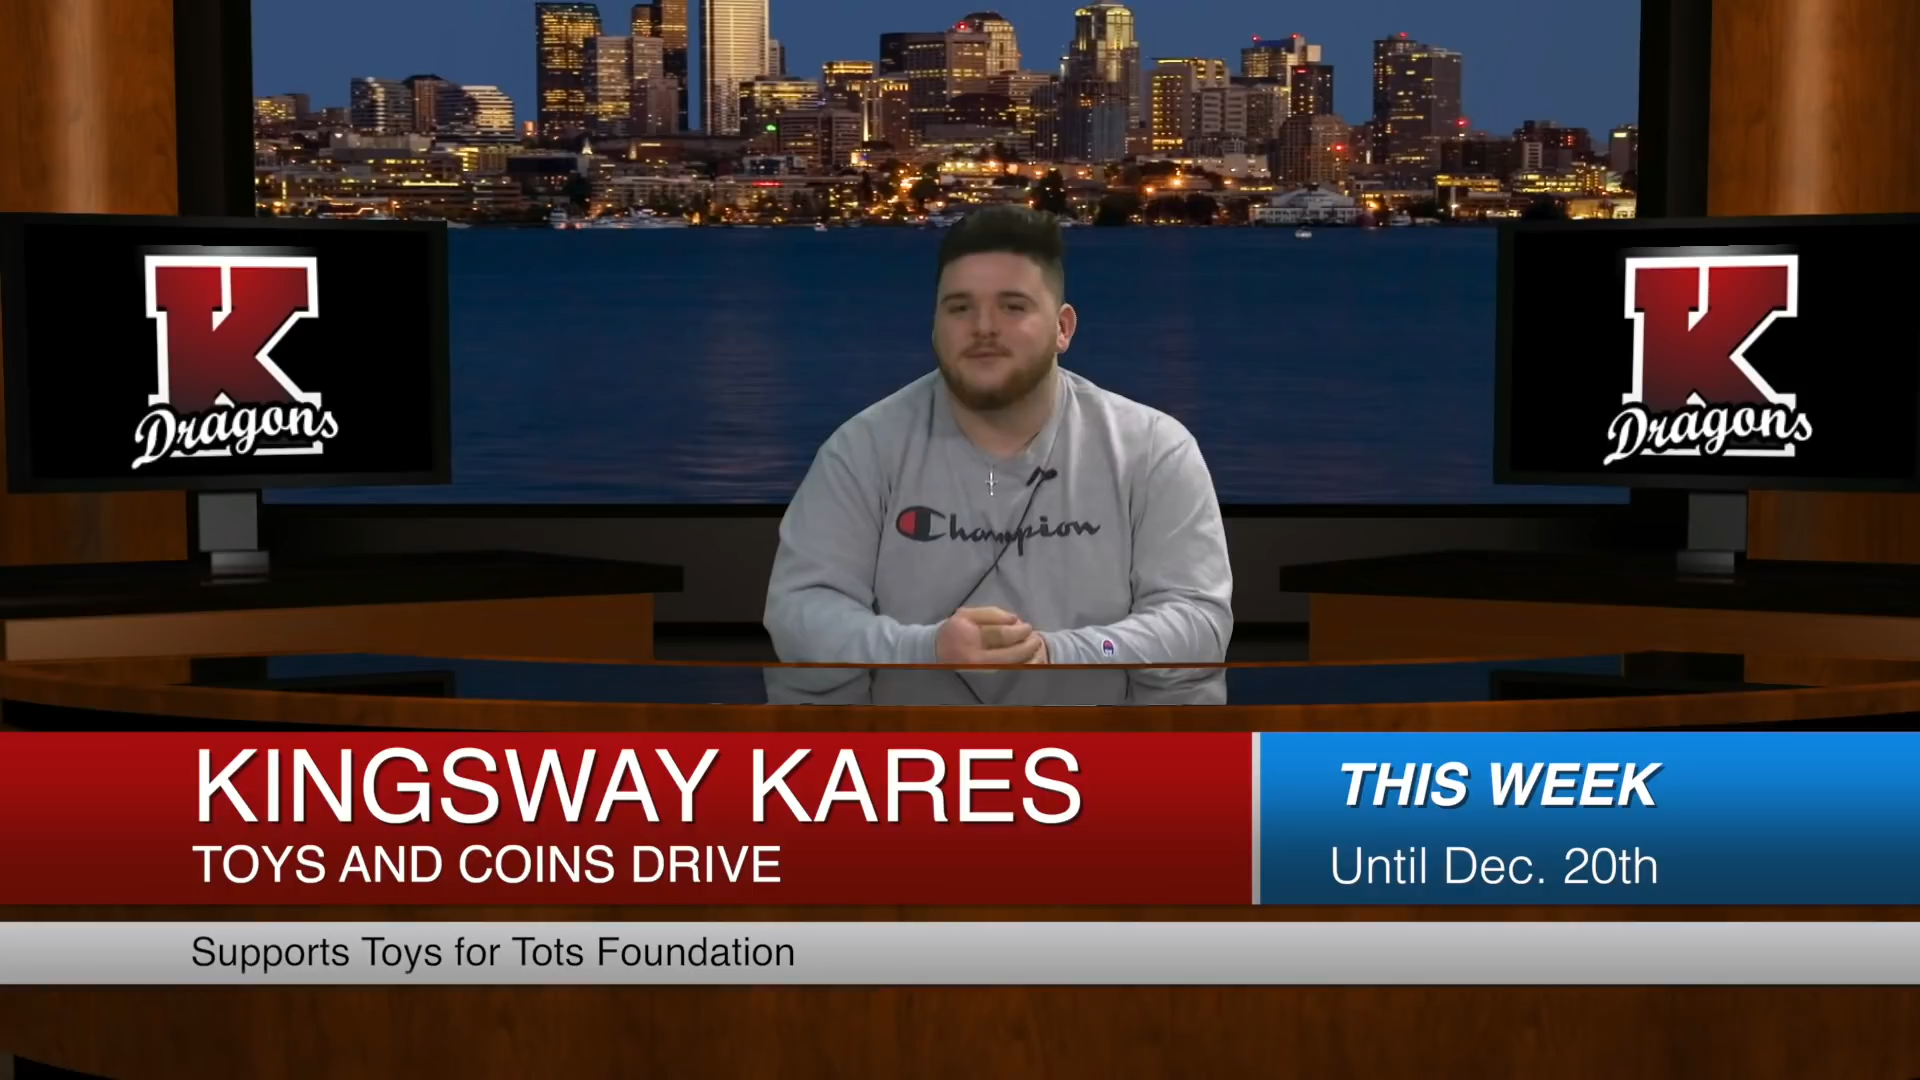 K
Dragons
K
Dragons
Champion
KINGSWAY KARES
TOYS AND COINS DRIVE
THIS WEEK
Until Dec. 20th
Supports Toys for Tots Foundation